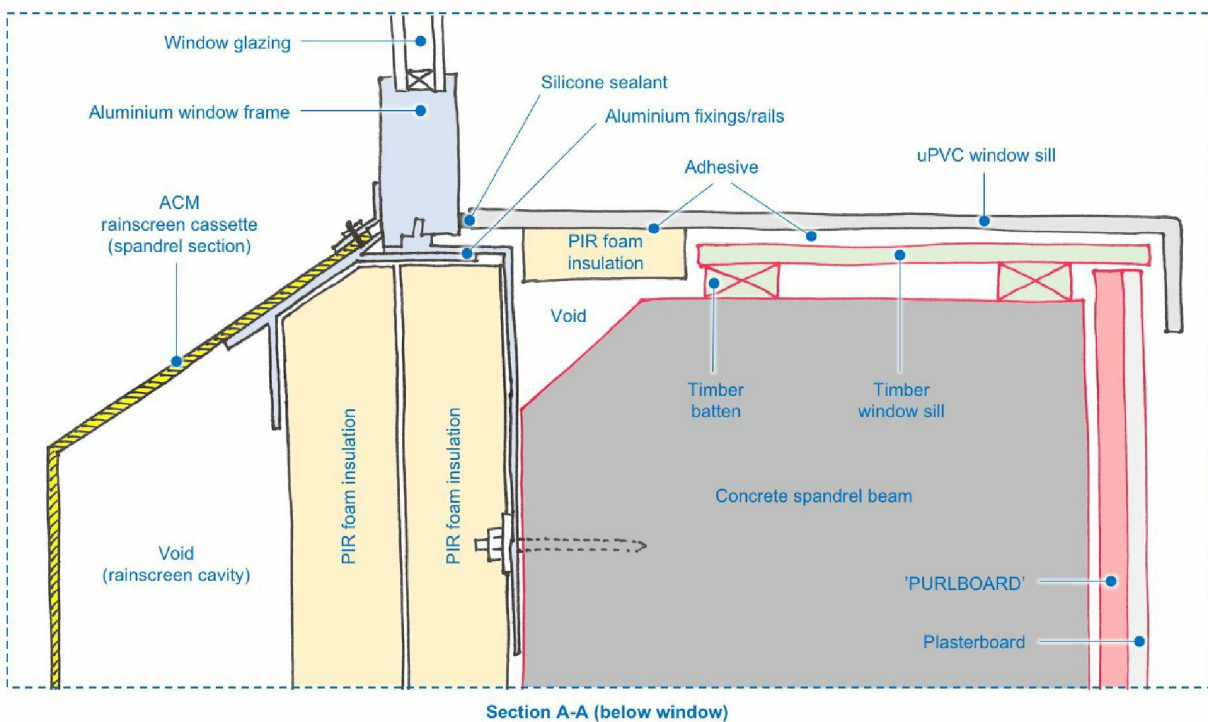 Window glazing
Silicone sealant
Aluminium window frame
Aluminium fixings/rails
uPVC window sill
Adhesive
ACM
rainscreen cassette
(spandrel section)
PIR foam
insulation
Void
Timber
batten
Timber
window sill
PIR foam insulation
PIR foam insulation
Concrete spandrel beam
Void
(rainscreen cavity)
'PURLBOARD'
Plasterboard
Section A-A (below window)